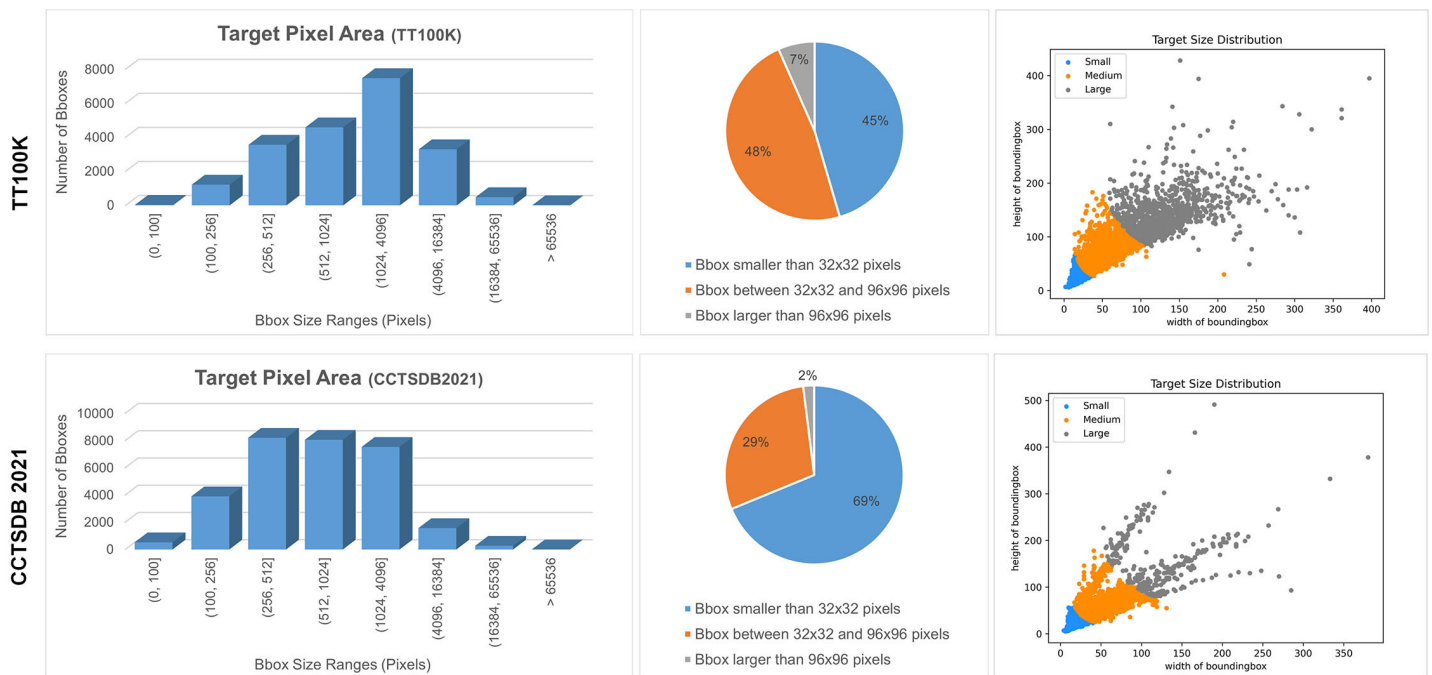 TT100K
Target Pixel Area (TT100K)
Number of Bboxes
8000
6000
4000
2000
0
(0, 100]
(100, 256]
(256, 512]
(512, 1024]
(1024, 4096]
(4096, 16384]
(16384, 65536]
> 65536
Bbox Size Ranges (Pixels)
7%
45%
48%
Bbox smaller than 32x32 pixels
Bbox between 32x32 and 96x96 pixels
Bbox larger than 96x96 pixels
Target Size Distribution
Small
Medium
Large
height of boundingbox
400
300
200
100
0
0 50 100 150 200 250 300 350 400
width of boundingbox
CCTSDB 2021
Target Pixel Area (CCTSDB2021)
Number of Bboxes
10000
8000
6000
4000
2000
0
(0, 100]
(100, 256]
(256, 512]
(512, 1024]
(1024, 4096]
(4096, 16384]
(16384, 65536]
> 65536
Bbox Size Ranges (Pixels)
2%
29%
69%
Bbox smaller than 32x32 pixels
Bbox between 32x32 and 96x96 pixels
Bbox larger than 96x96 pixels
Target Size Distribution
Small
Medium
Large
height of boundingbox
500
400
300
200
100
0
0 50 100 150 200 250 300 350
width of boundingbox